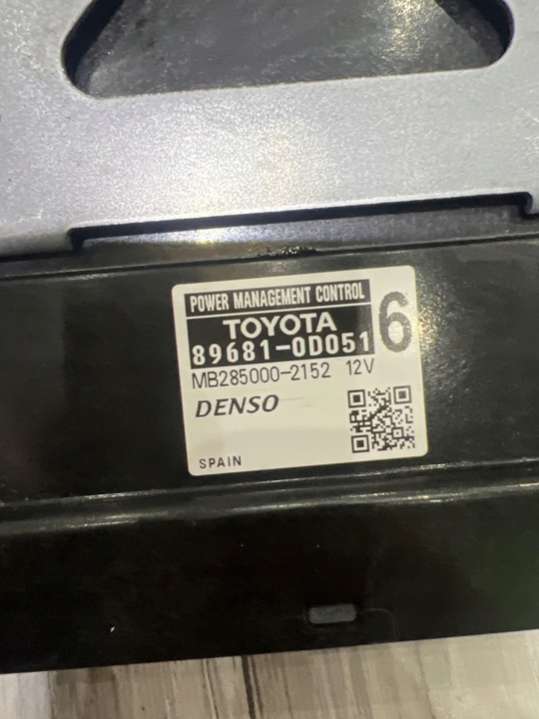 POWER MANAGEMENT CONTROL
TOYOTA
89681-0D051
6
MB285000-2152 12V
DENSO
SPAIN